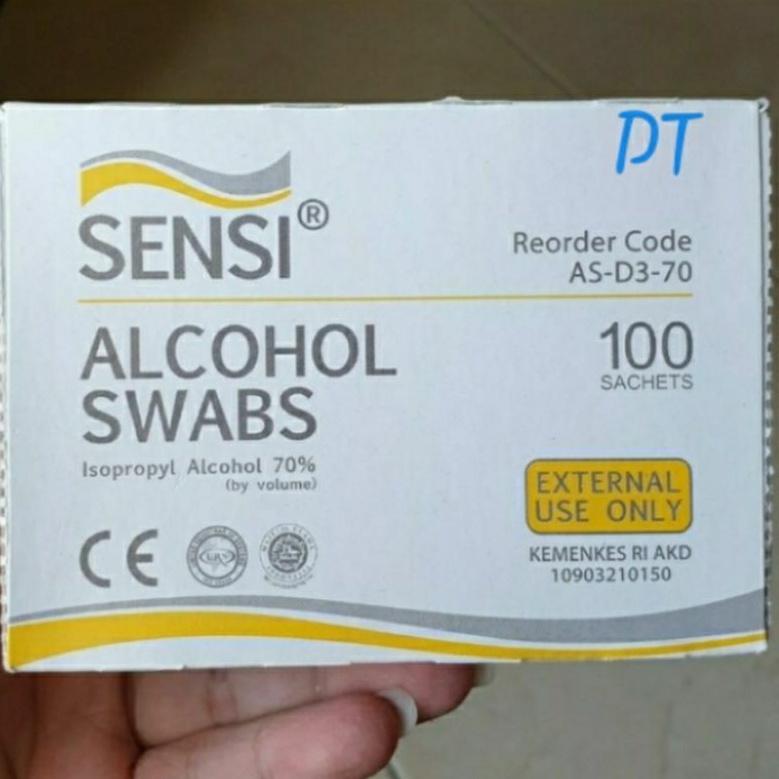 PT
SENSI®
Reorder Code
AS-D3-70
ALCOHOL
SWABS
100
SACHETS
Isopropyl Alcohol 70%
(by volume)
EXTERNAL
USE ONLY
CE
KEMENKES RI AKD
10903210150